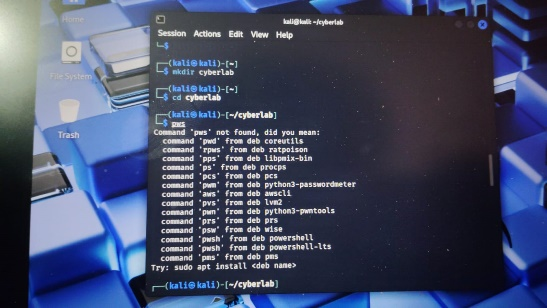 Home
File System
Trash
kali@kali: ~/cyberlab
Session Actions Edit View Help
└─$
┌──(kali㉿kali)-[~]
└─$ mkdir cyberlab
┌──(kali㉿kali)-[~]
└─$ cd cyberlab
┌──(kali㉿kali)-[~/cyberlab]
└─$ pws
Command 'pws' not found, did you mean:
command 'pwd' from deb coreutils
command 'rpws' from deb ratpoison
command 'pps' from deb libpmix-bin
command 'ps' from deb procps
command 'pcs' from deb pcs
command 'pwm' from deb python3-passwordmeter
command 'aws' from deb awscli
command 'pvs' from deb lvm2
command 'pwn' from deb python3-pwntools
command 'prs' from deb prs
command 'psw' from deb wise
command 'pwsh' from deb powershell
command 'pwsh' from deb powershell-lts
command 'pms' from deb pms
Try: sudo apt install <deb name>
┌──(kali㉿kali)-[~/cyberlab]